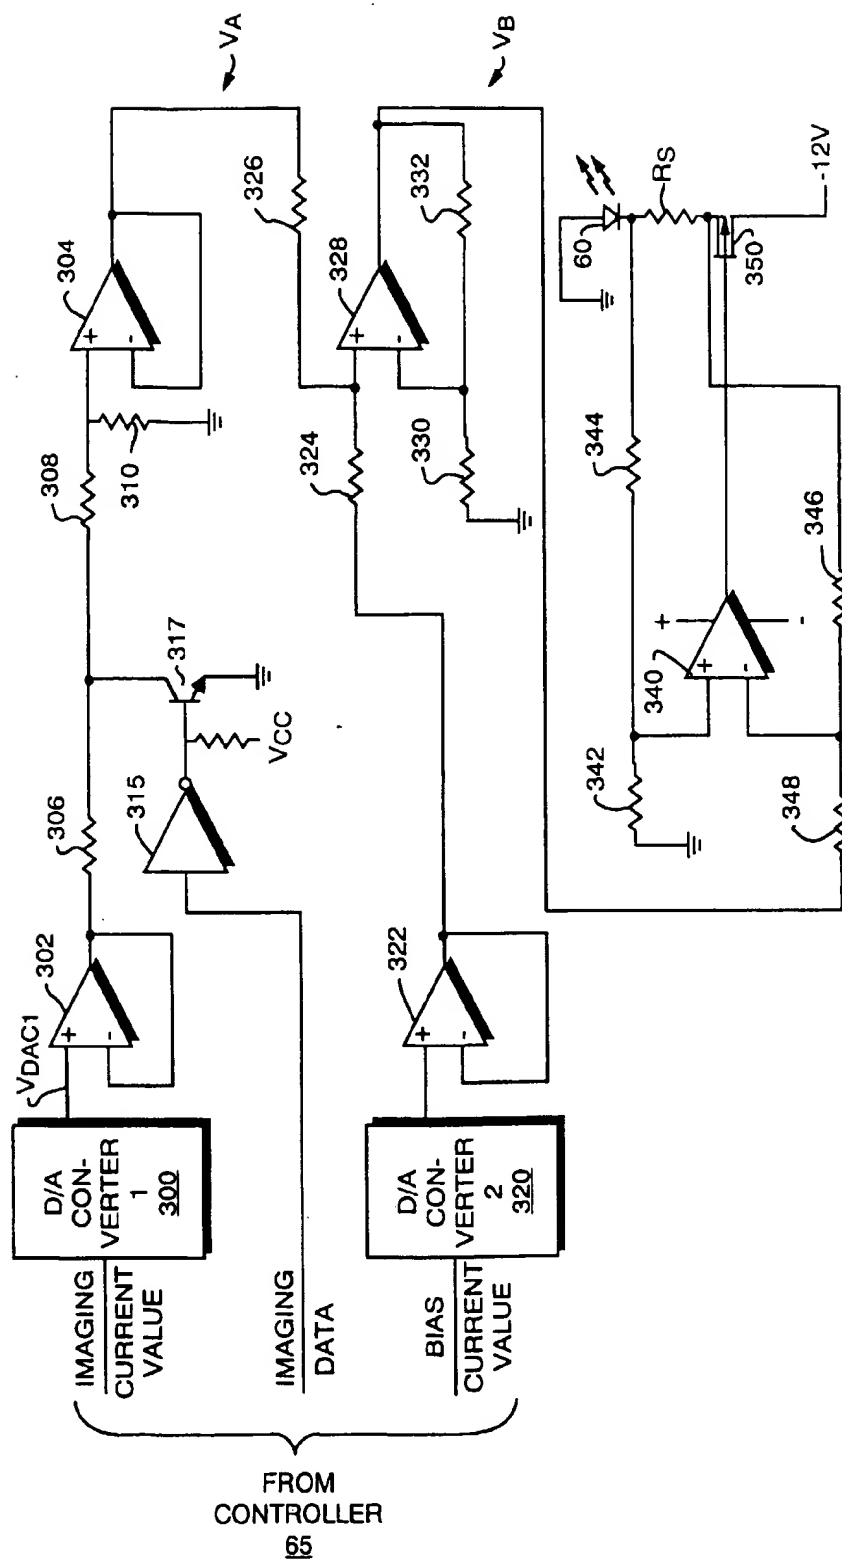 VA
VB
304
326
328
332
308
310
324
330
317
VCC
306
315
302
VDAC1
322
D/A
CON-
VERTER
1
300
D/A
CON-
VERTER
2
320
IMAGING
CURRENT
VALUE
IMAGING
DATA
BIAS
CURRENT
VALUE
FROM
CONTROLLER
65
60
RS
350
-12V
344
346
340
342
348
+
-
+
-
+
-
+
-
+
-
+
-